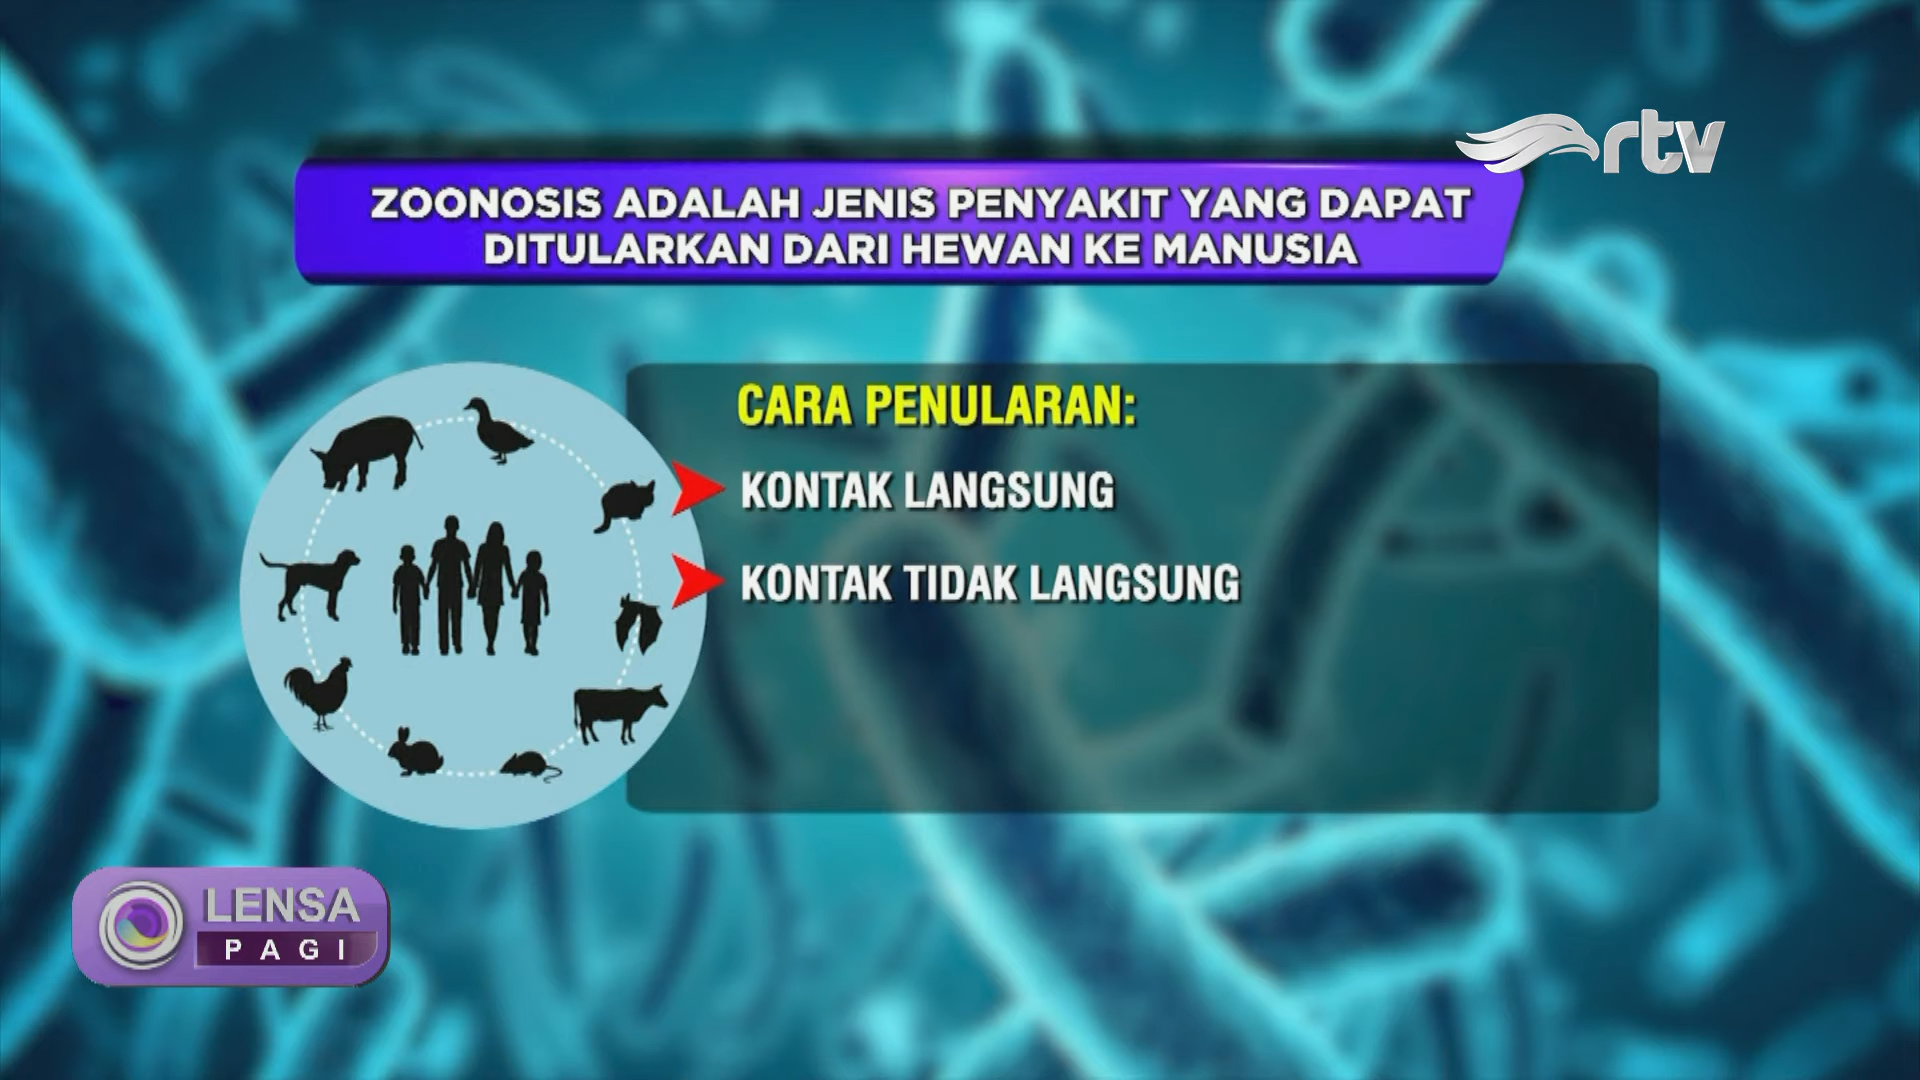 rtv
ZOONOSIS ADALAH JENIS PENYAKIT YANG DAPAT
DITULARKAN DARI HEWAN KE MANUSIA
CARA PENULARAN:
KONTAK LANGSUNG
KONTAK TIDAK LANGSUNG
LENSA
PAGI